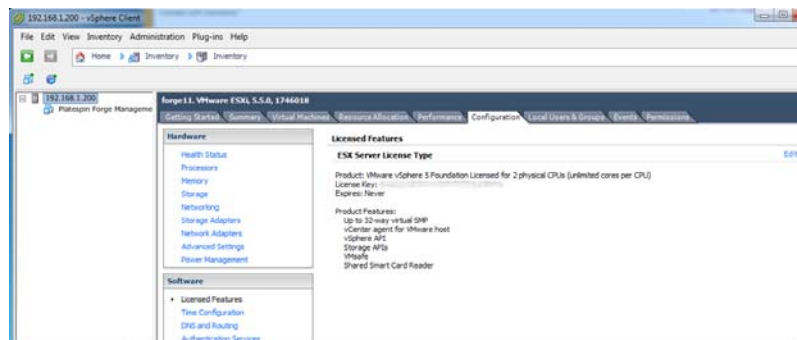 192.168.1.200 - vSphere Client
File Edit View Inventory Administration Plug-ins Help
Home Inventory Inventory
192.168.1.200
Platespin Forge Manageme
forge11. VMware ESXi, 5.5.0, 1746018
Getting Started Summary Virtual Machines Resource Allocation Performance Configuration Local Users & Groups Events Permissions
Hardware
Health Status
Processors
Memory
Storage
Networking
Storage Adapters
Network Adapters
Advanced Settings
Power Management
Software
Licensed Features
Time Configuration
DNS and Routing
Authentication Services
Licensed Features
ESX Server License Type
Edit
Product: VMware vSphere 5 Foundation Licensed for 2 physical CPUs (unlimited cores per CPU)
License Key:
Expires: Never
Product Features:
Up to 32-way virtual SMP
vCenter agent for VMware host
vSphere API
Storage APIs
VMsafe
Shared Smart Card Reader